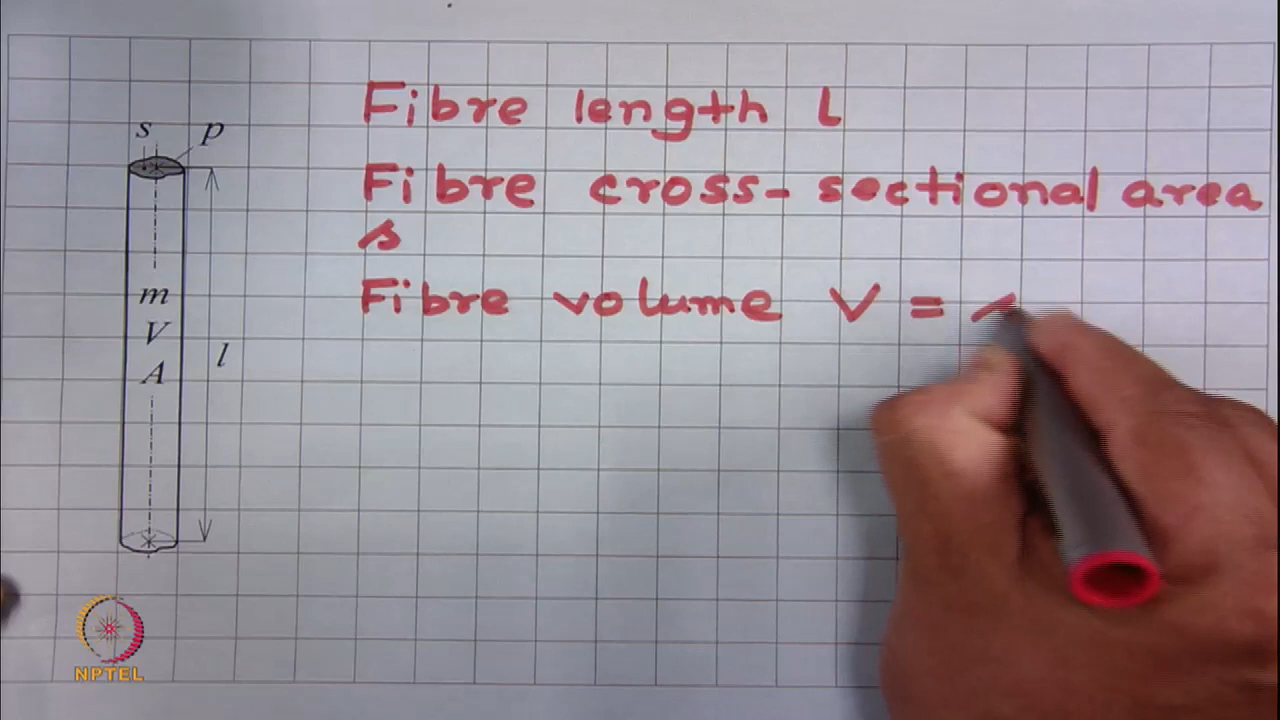 s p
Fibre length l
Fibre cross-sectional area
s
Fibre volume V =
m
V
A
l
NPTEL